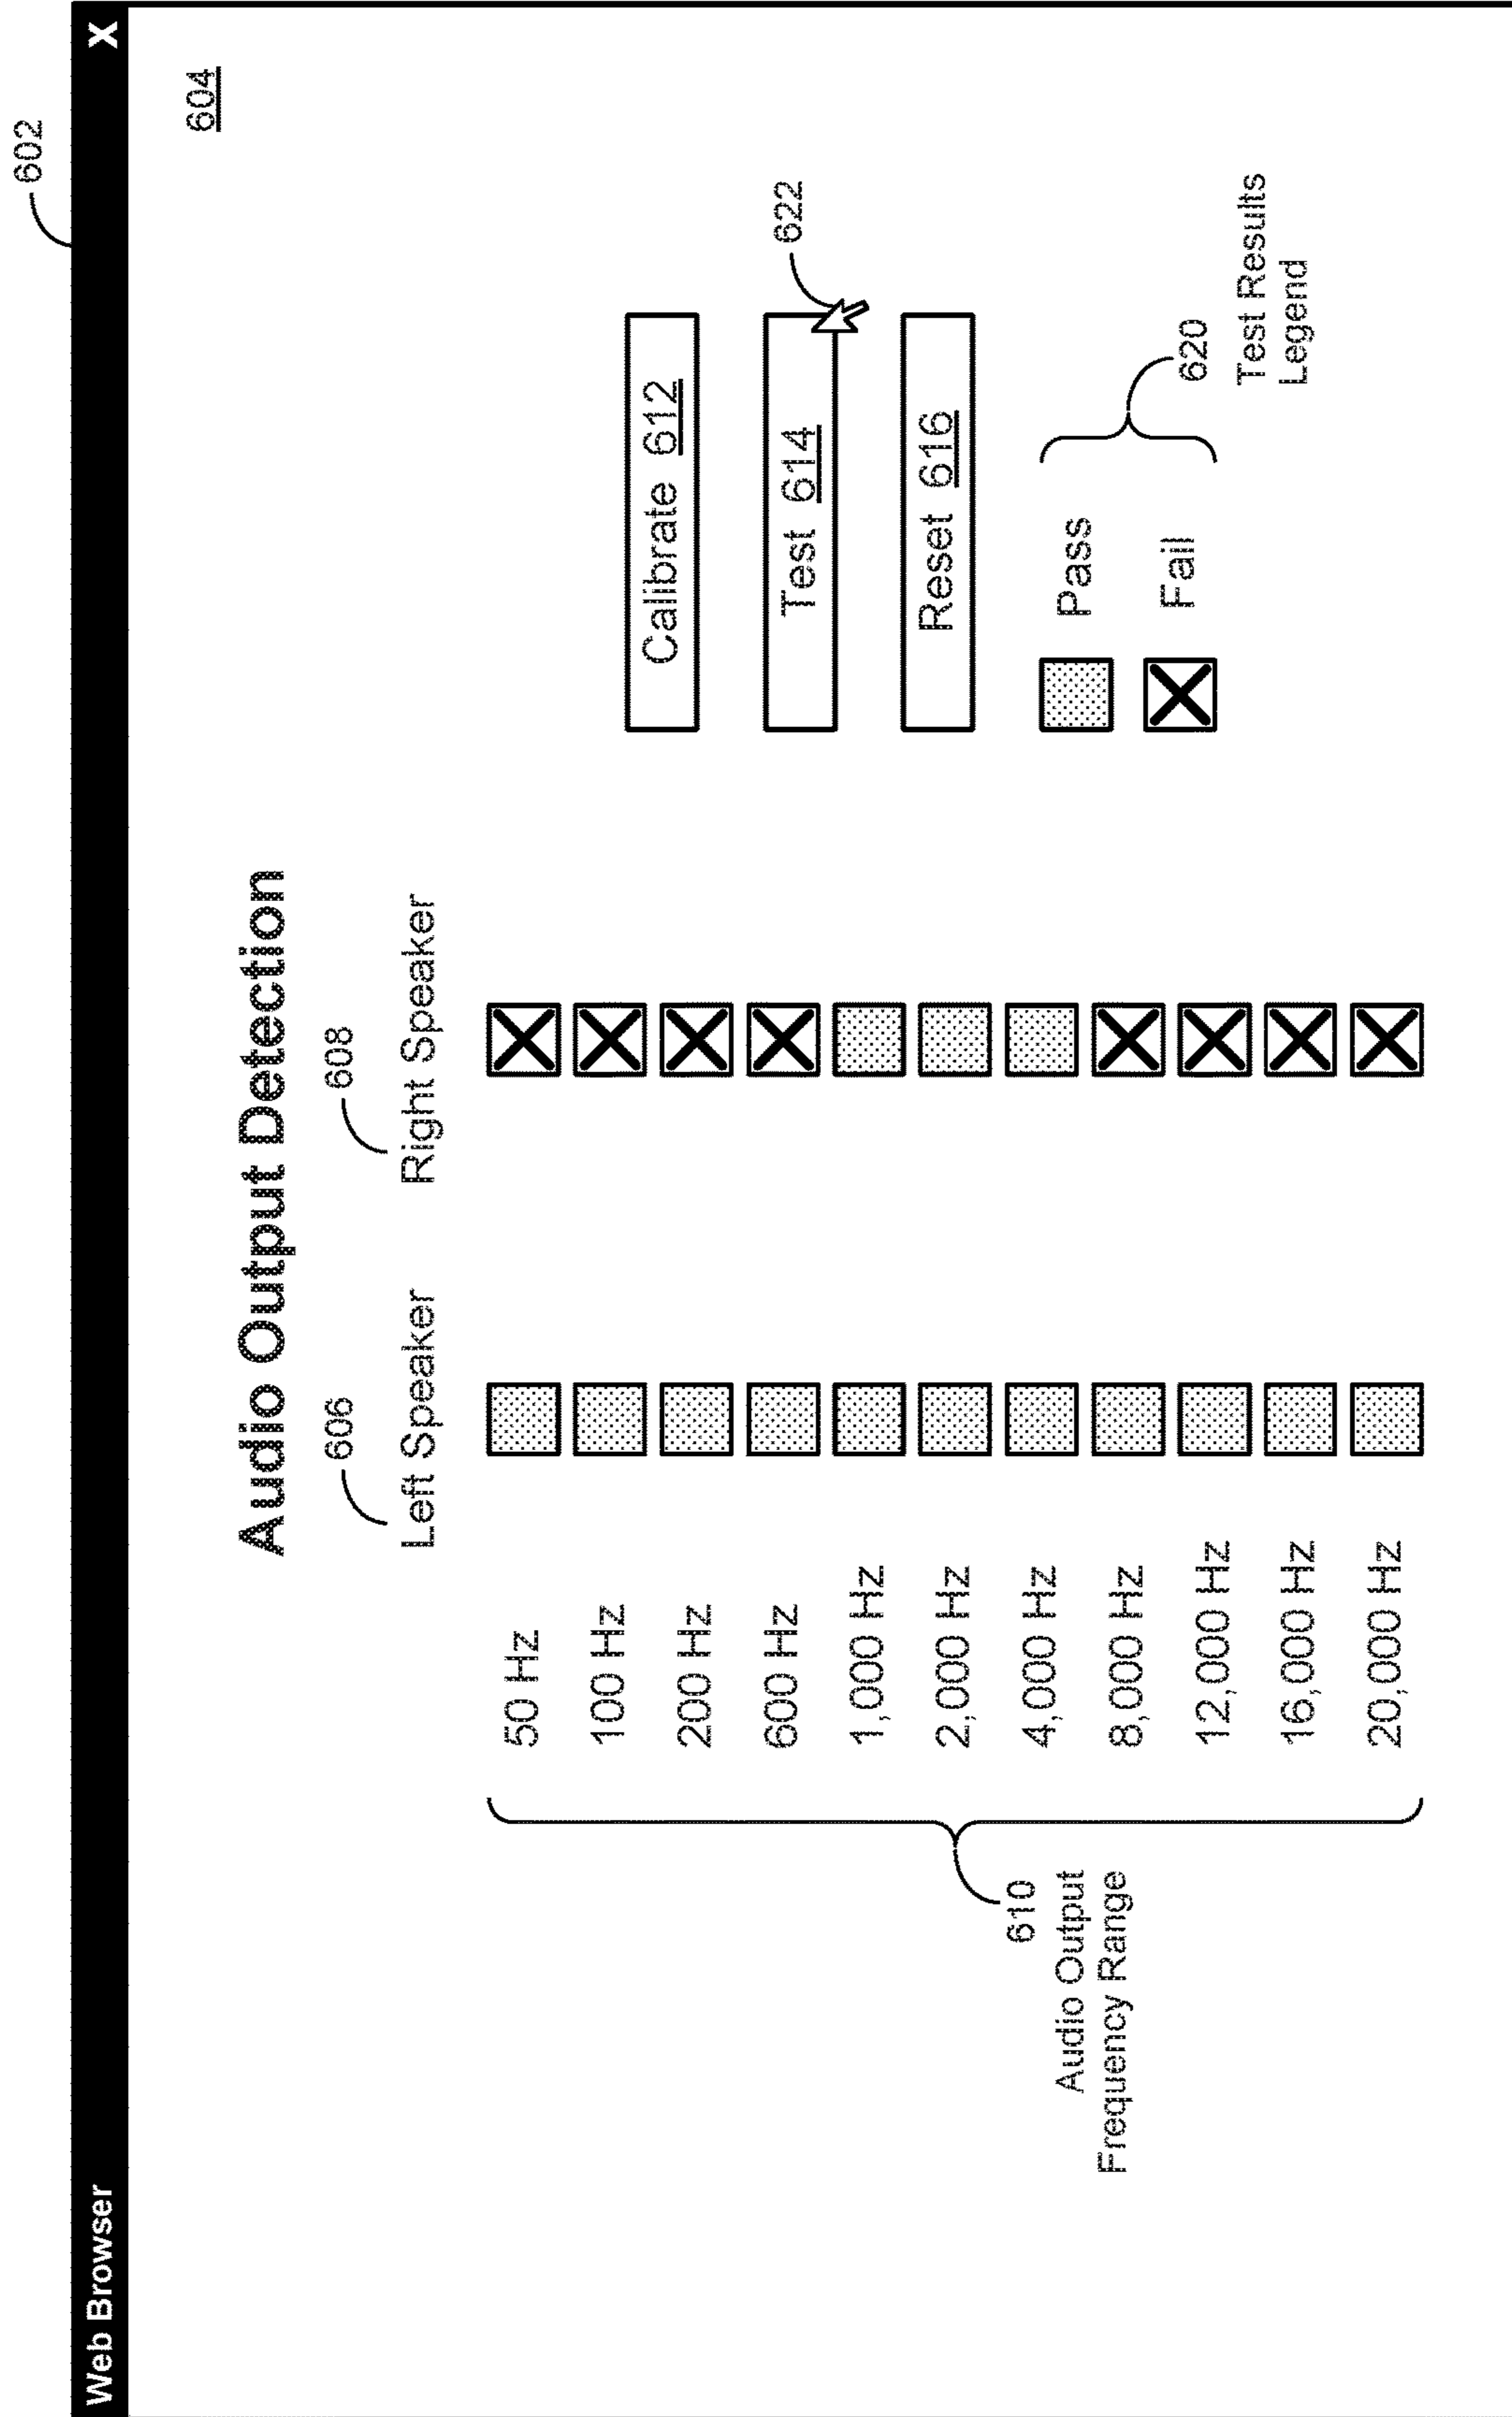 602
Web Browser X
604
Audio Output Detection
606 608
Left Speaker Right Speaker
50 Hz
100 Hz
200 Hz
600 Hz
1,000 Hz
2,000 Hz
4,000 Hz
8,000 Hz
12,000 Hz
16,000 Hz
20,000 Hz
610
Audio Output
Frequency Range
Calibrate 612
622
Test 614
Reset 616
Pass
Fail
620
Test Results
Legend